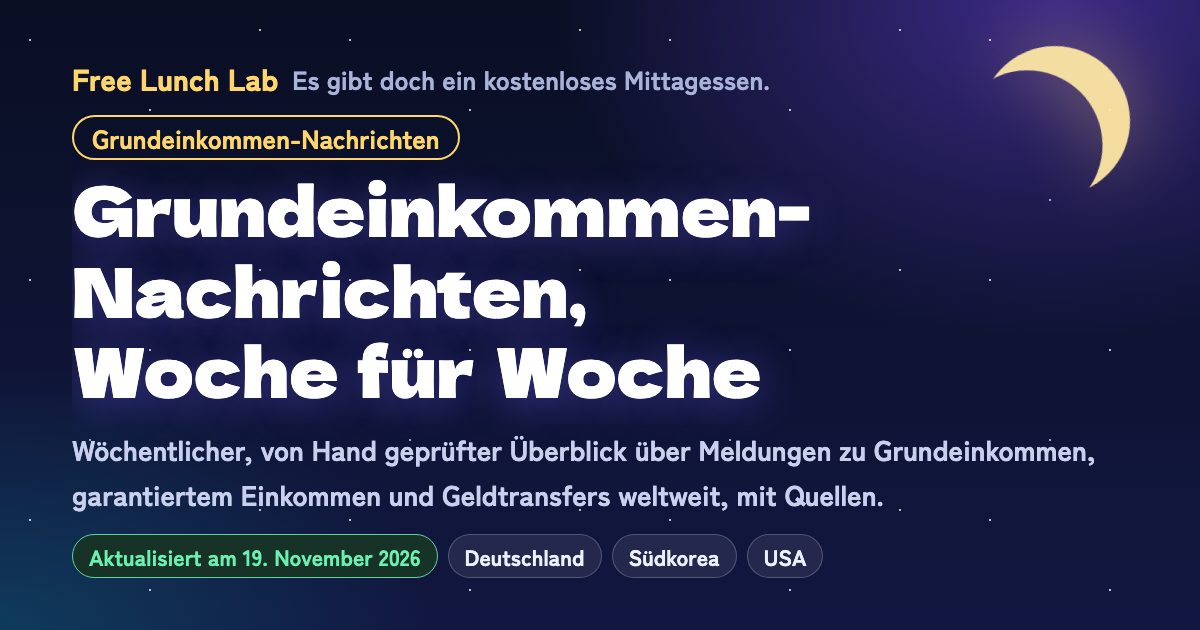 Free Lunch Lab Es gibt doch ein kostenloses Mittagessen.
Grundeinkommen-Nachrichten
Grundeinkommen-
Nachrichten,
Woche für Woche
Wöchentlicher, von Hand geprüfter Überblick über Meldungen zu Grundeinkommen,
garantiertem Einkommen und Geldtransfers weltweit, mit Quellen.
Aktualisiert am 19. November 2026 Deutschland Südkorea USA